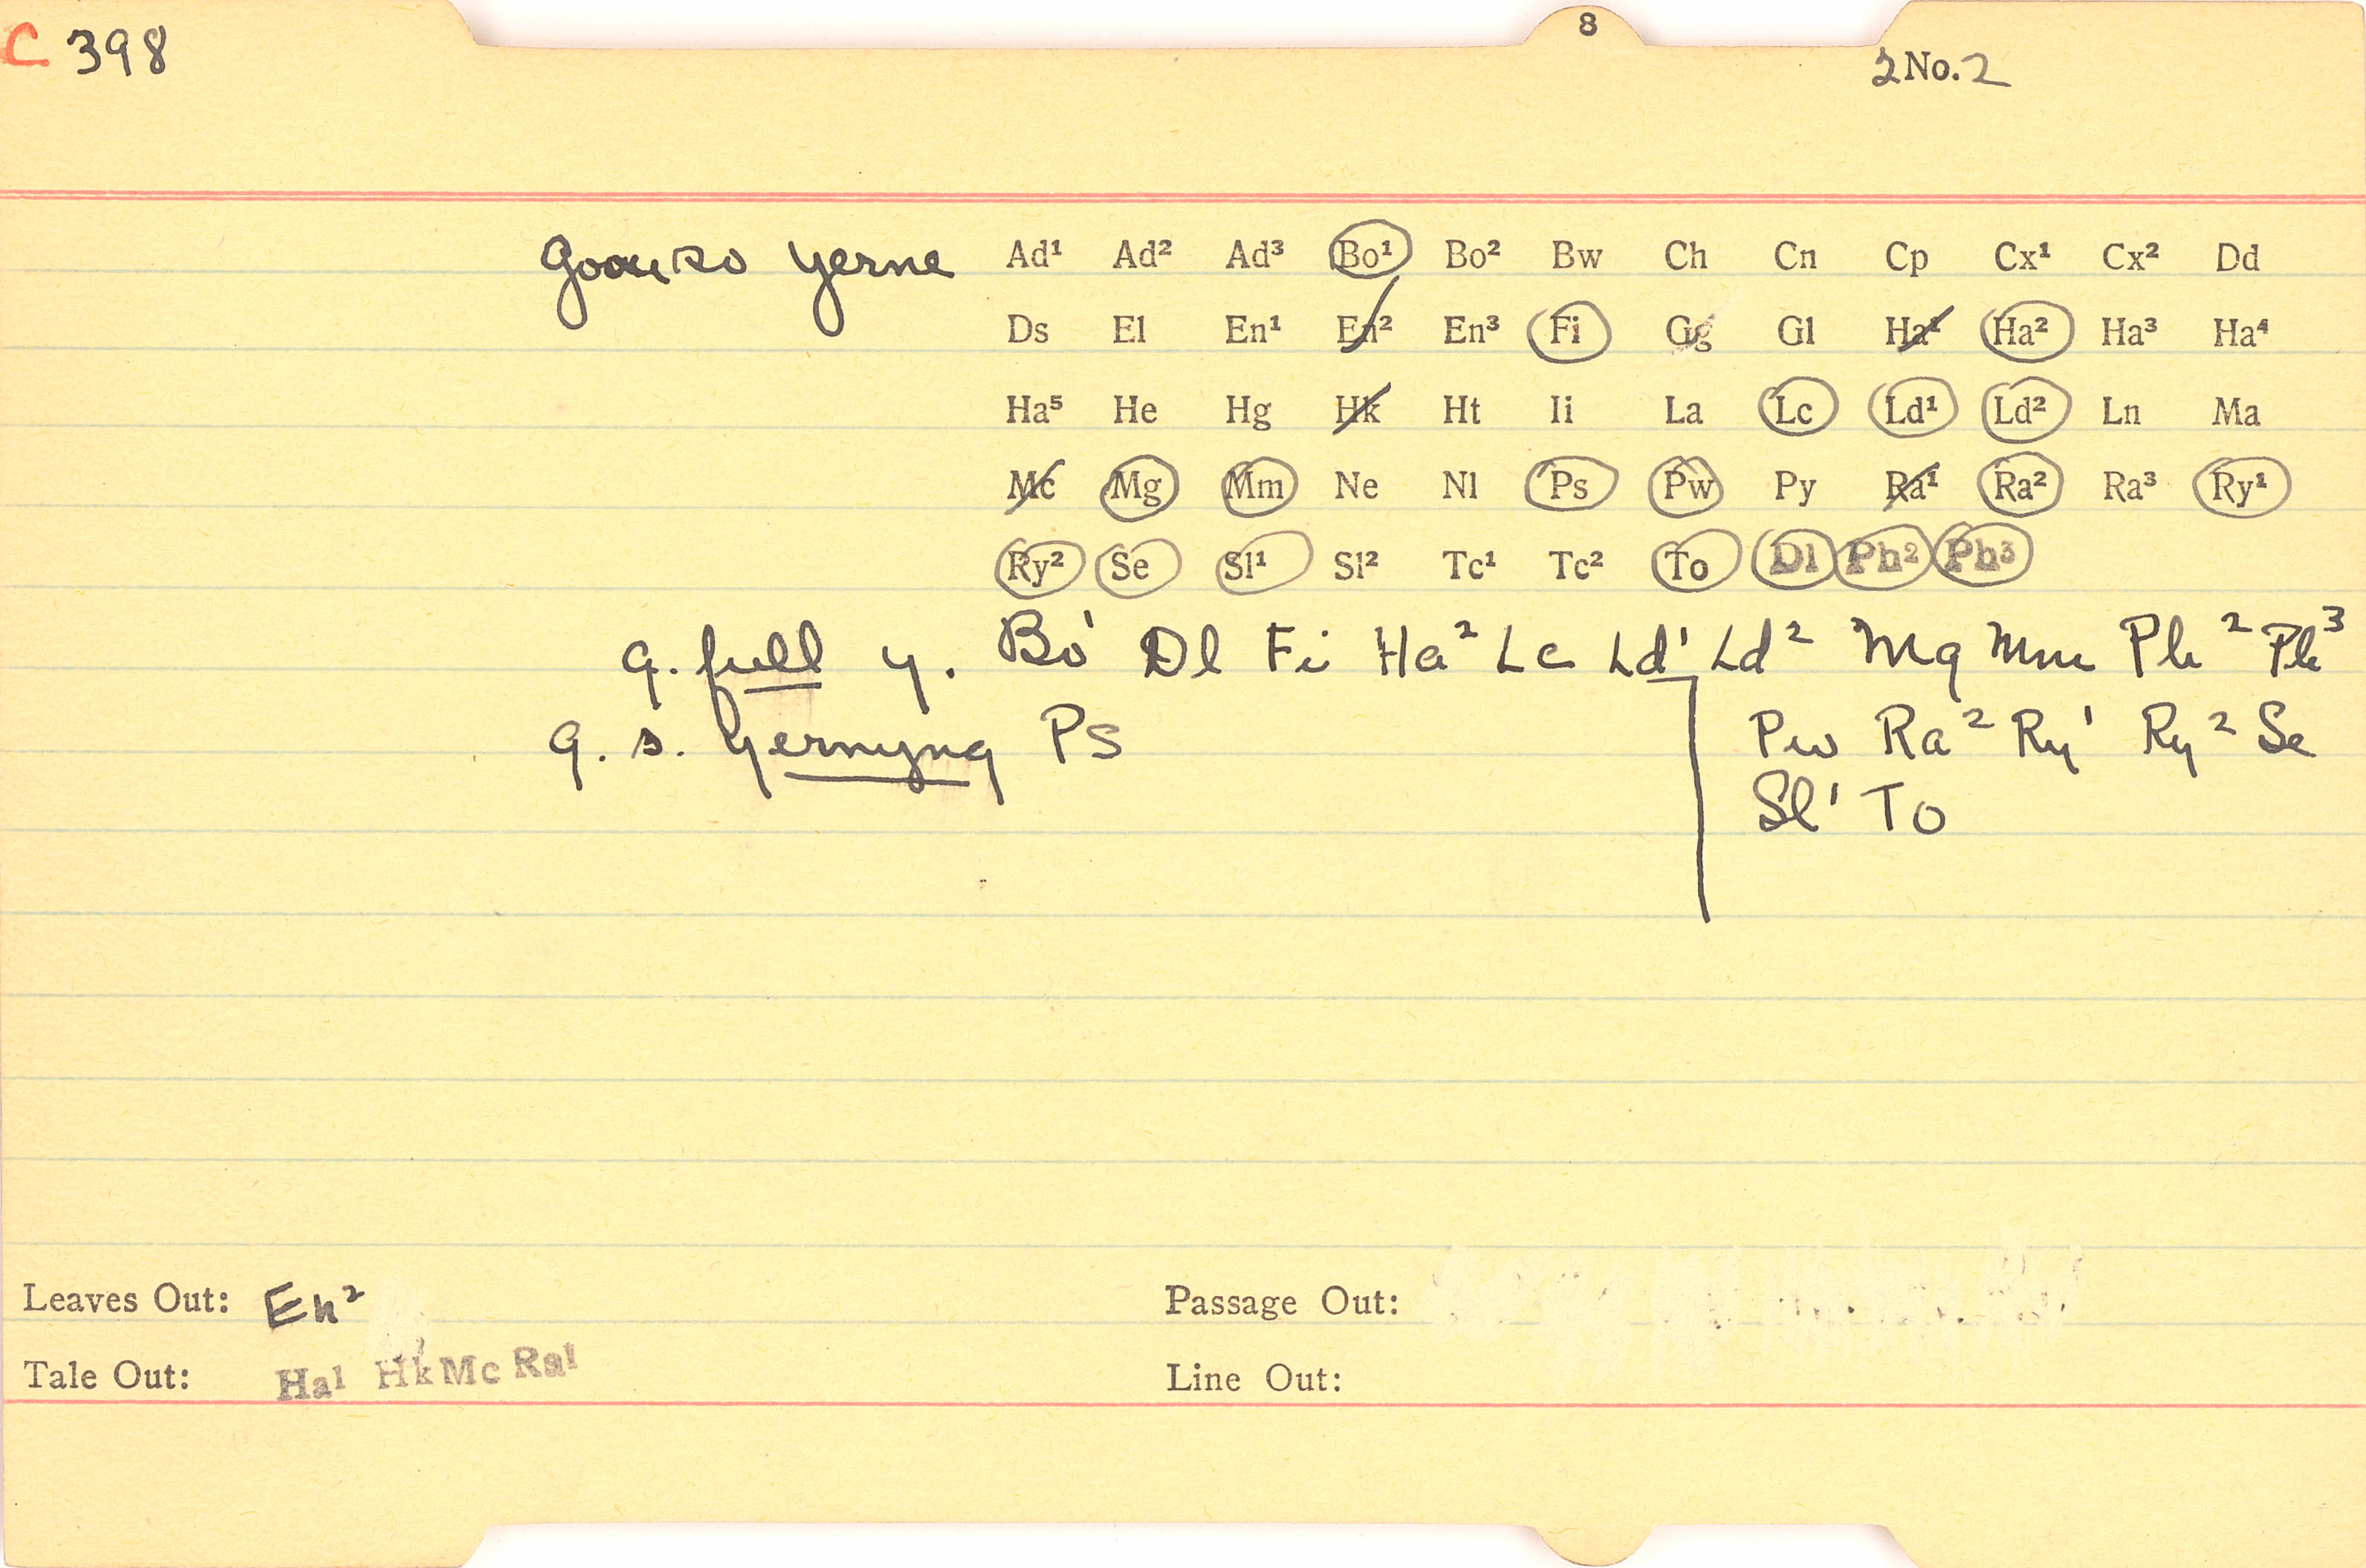 8
C 398
2 No. 2
goon so yerne Ad¹ Ad² Ad³ Bo¹ Bo² Bw Ch Cn Cp Cx¹ Cx² Dd
Ds El En¹ En² En³ Fi Gg Gl Ha¹ Ha² Ha³ Ha⁴
Ha⁵ He Hg Hk Ht Ii La Lc Ld¹ Ld² Ln Ma
Mc Mg Mm Ne Nl Ps Pw Py Ra¹ Ra² Ra³ Ry¹
Ry² Se Sl¹ Sl² Tc¹ Tc² To Dl Ph² Ph³
g. full y. Bo¹ Dl Fi Ha² Lc Ld¹ Ld² Mg Mm Ph² Ph³
Pw Ra² Ry¹ Ry² Se
Sl¹ To
g. s. yernyng Ps
Leaves Out: En²
Passage Out:
Tale Out: Ha¹ Hk Mc Ra¹
Line Out: